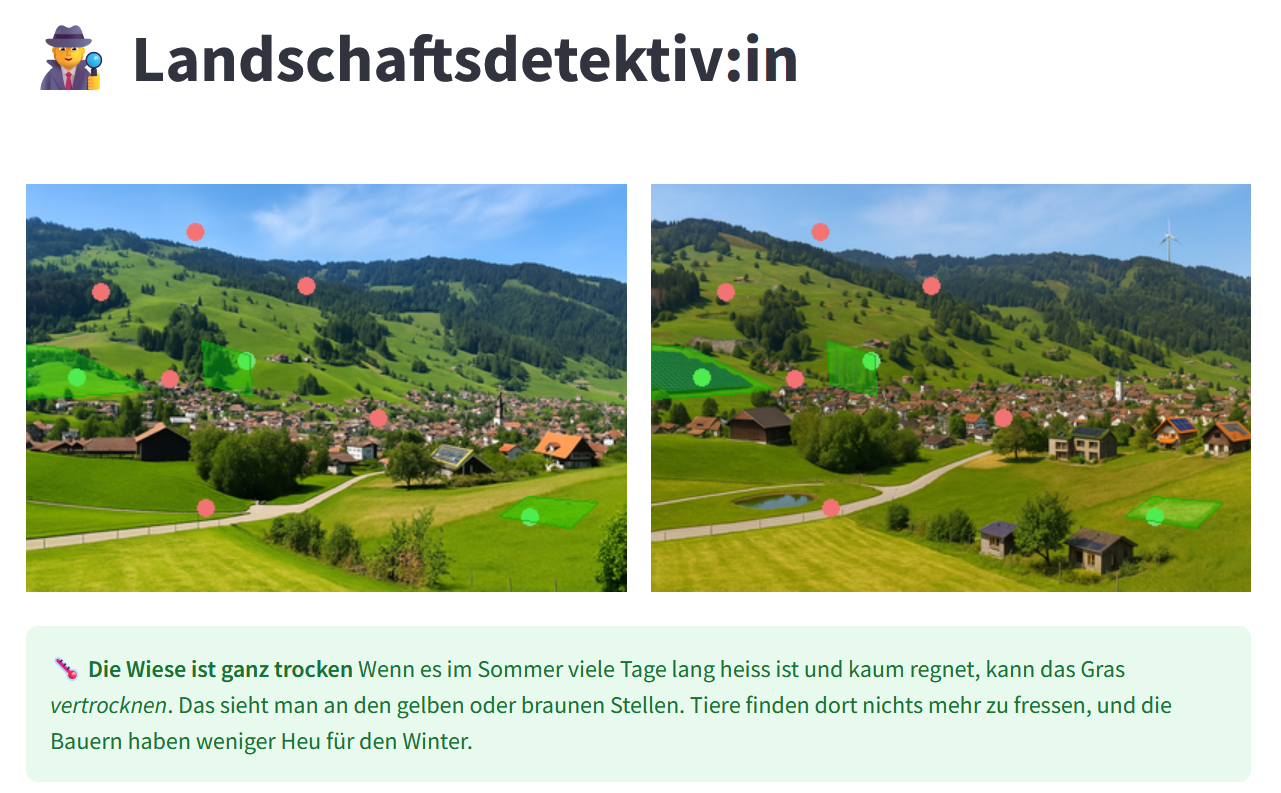 Landschaftsdetektiv:in
Die Wiese ist ganz trocken Wenn es im Sommer viele Tage lang heiss ist und kaum regnet, kann das Gras
vertrocknen. Das sieht man an den gelben oder braunen Stellen. Tiere finden dort nichts mehr zu fressen, und die
Bauern haben weniger Heu für den Winter.